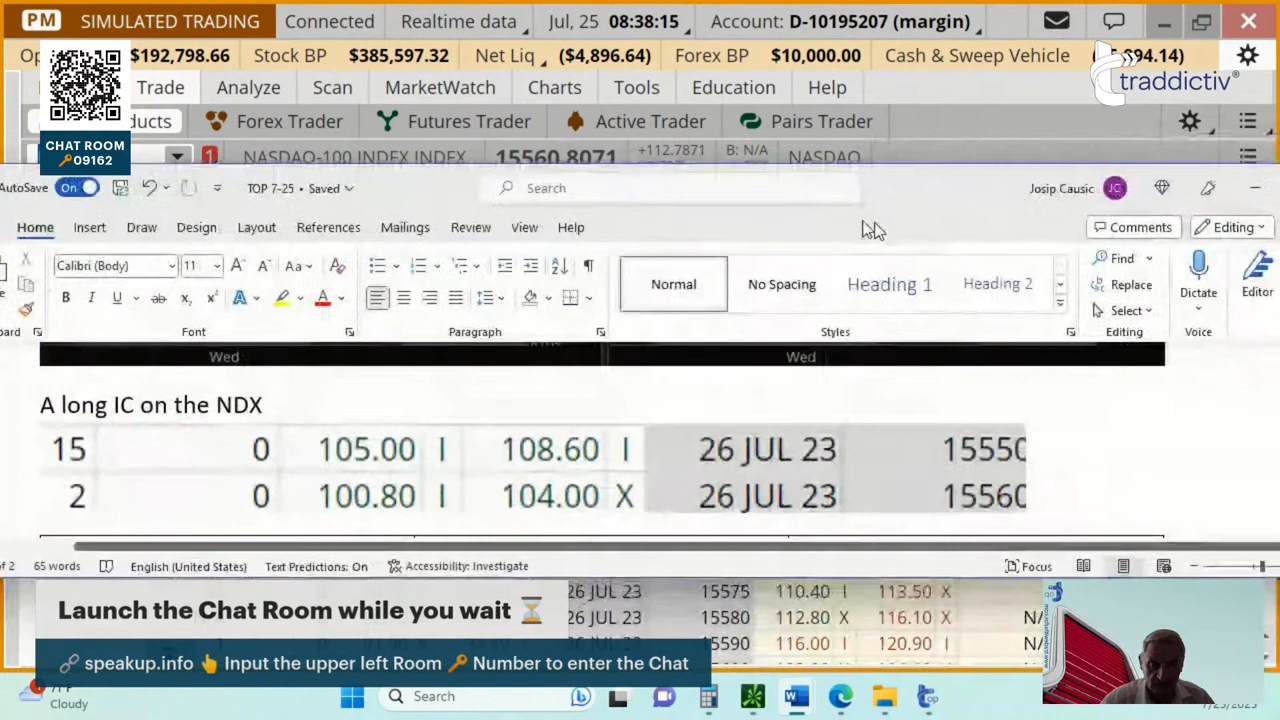 PM SIMULATED TRADING Connected Realtime data Jul, 25 08:38:15 Account: D-10195207 (margin)
$192,798.66 Stock BP $385,597.32 Net Liq ($4,896.64) Forex BP $10,000.00 Cash & Sweep Vehicle
traddictiv®
Trade Analyze Scan MarketWatch Charts Tools Education Help
Forex Trader Futures Trader Active Trader Pairs Trader
CHAT ROOM
09162
1 NASDAQ-100 INDEX INDEX 15560.8071 +112.7871 B: N/A NASDAQ
AutoSave On TOP 7-25 • Saved Search Josip Causic JC
Home Insert Draw Design Layout References Mailings Review View Help Comments Editing
Calibri (Body) 11 Aa Normal No Spacing Heading 1 Heading 2 Find Replace Select Dictate Editor
Font Paragraph Styles Editing Voice
Wed Wed
A long IC on the NDX
15 0 105.00 I 108.60 I 26 JUL 23 15550
2 0 100.80 I 104.00 X 26 JUL 23 15560
of 2 65 words English (United States) Text Predictions: On Accessibility: Investigate Focus
Launch the Chat Room while you wait ⏳
26 JUL 23 15575 110.40 I 113.50 X
26 JUL 23 15580 112.80 X 116.10 X
15590 116.00 I 120.90 I
🔗 speakup.info 👆 Input the upper left Room 🔑 Number to enter the Chat
Cloudy
Search